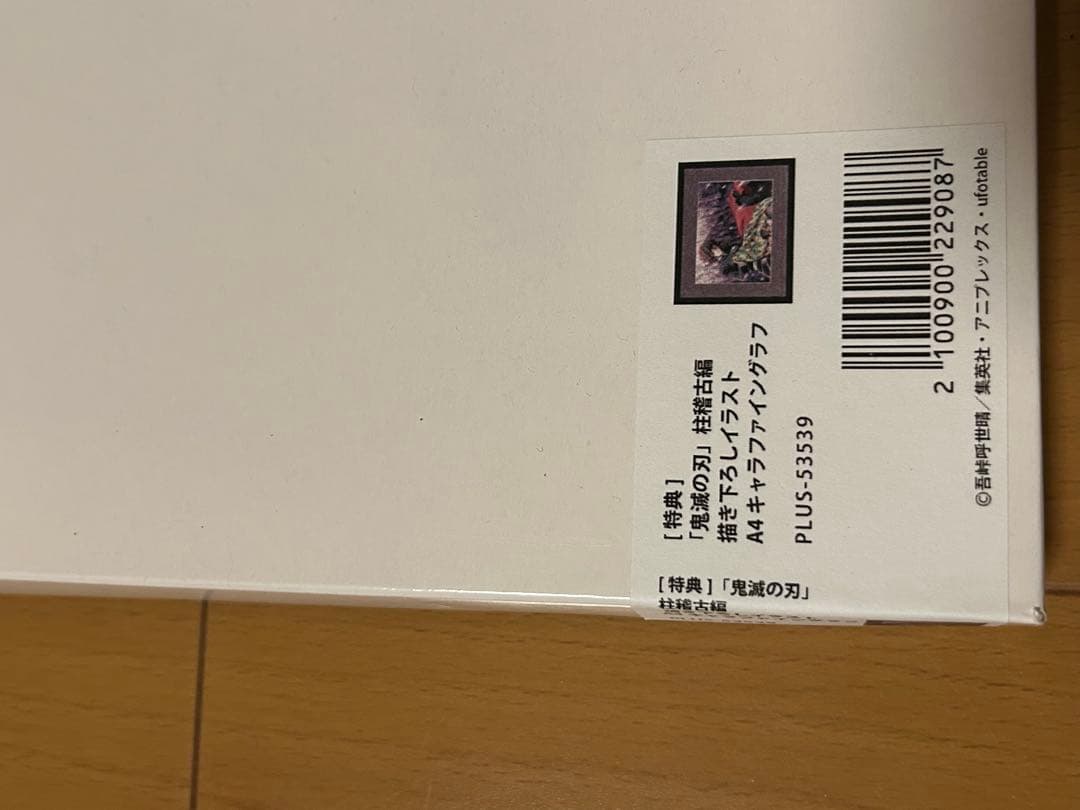 [特典]
「鬼滅の刃」柱稽古編
描き下ろしイラスト
A4キャラファイングラフ
PLUS-53539
2 100900 229087
©吾峠呼世晴／集英社・アニプレックス・ufotable
[特典]「鬼滅の刃」
柱稽古編